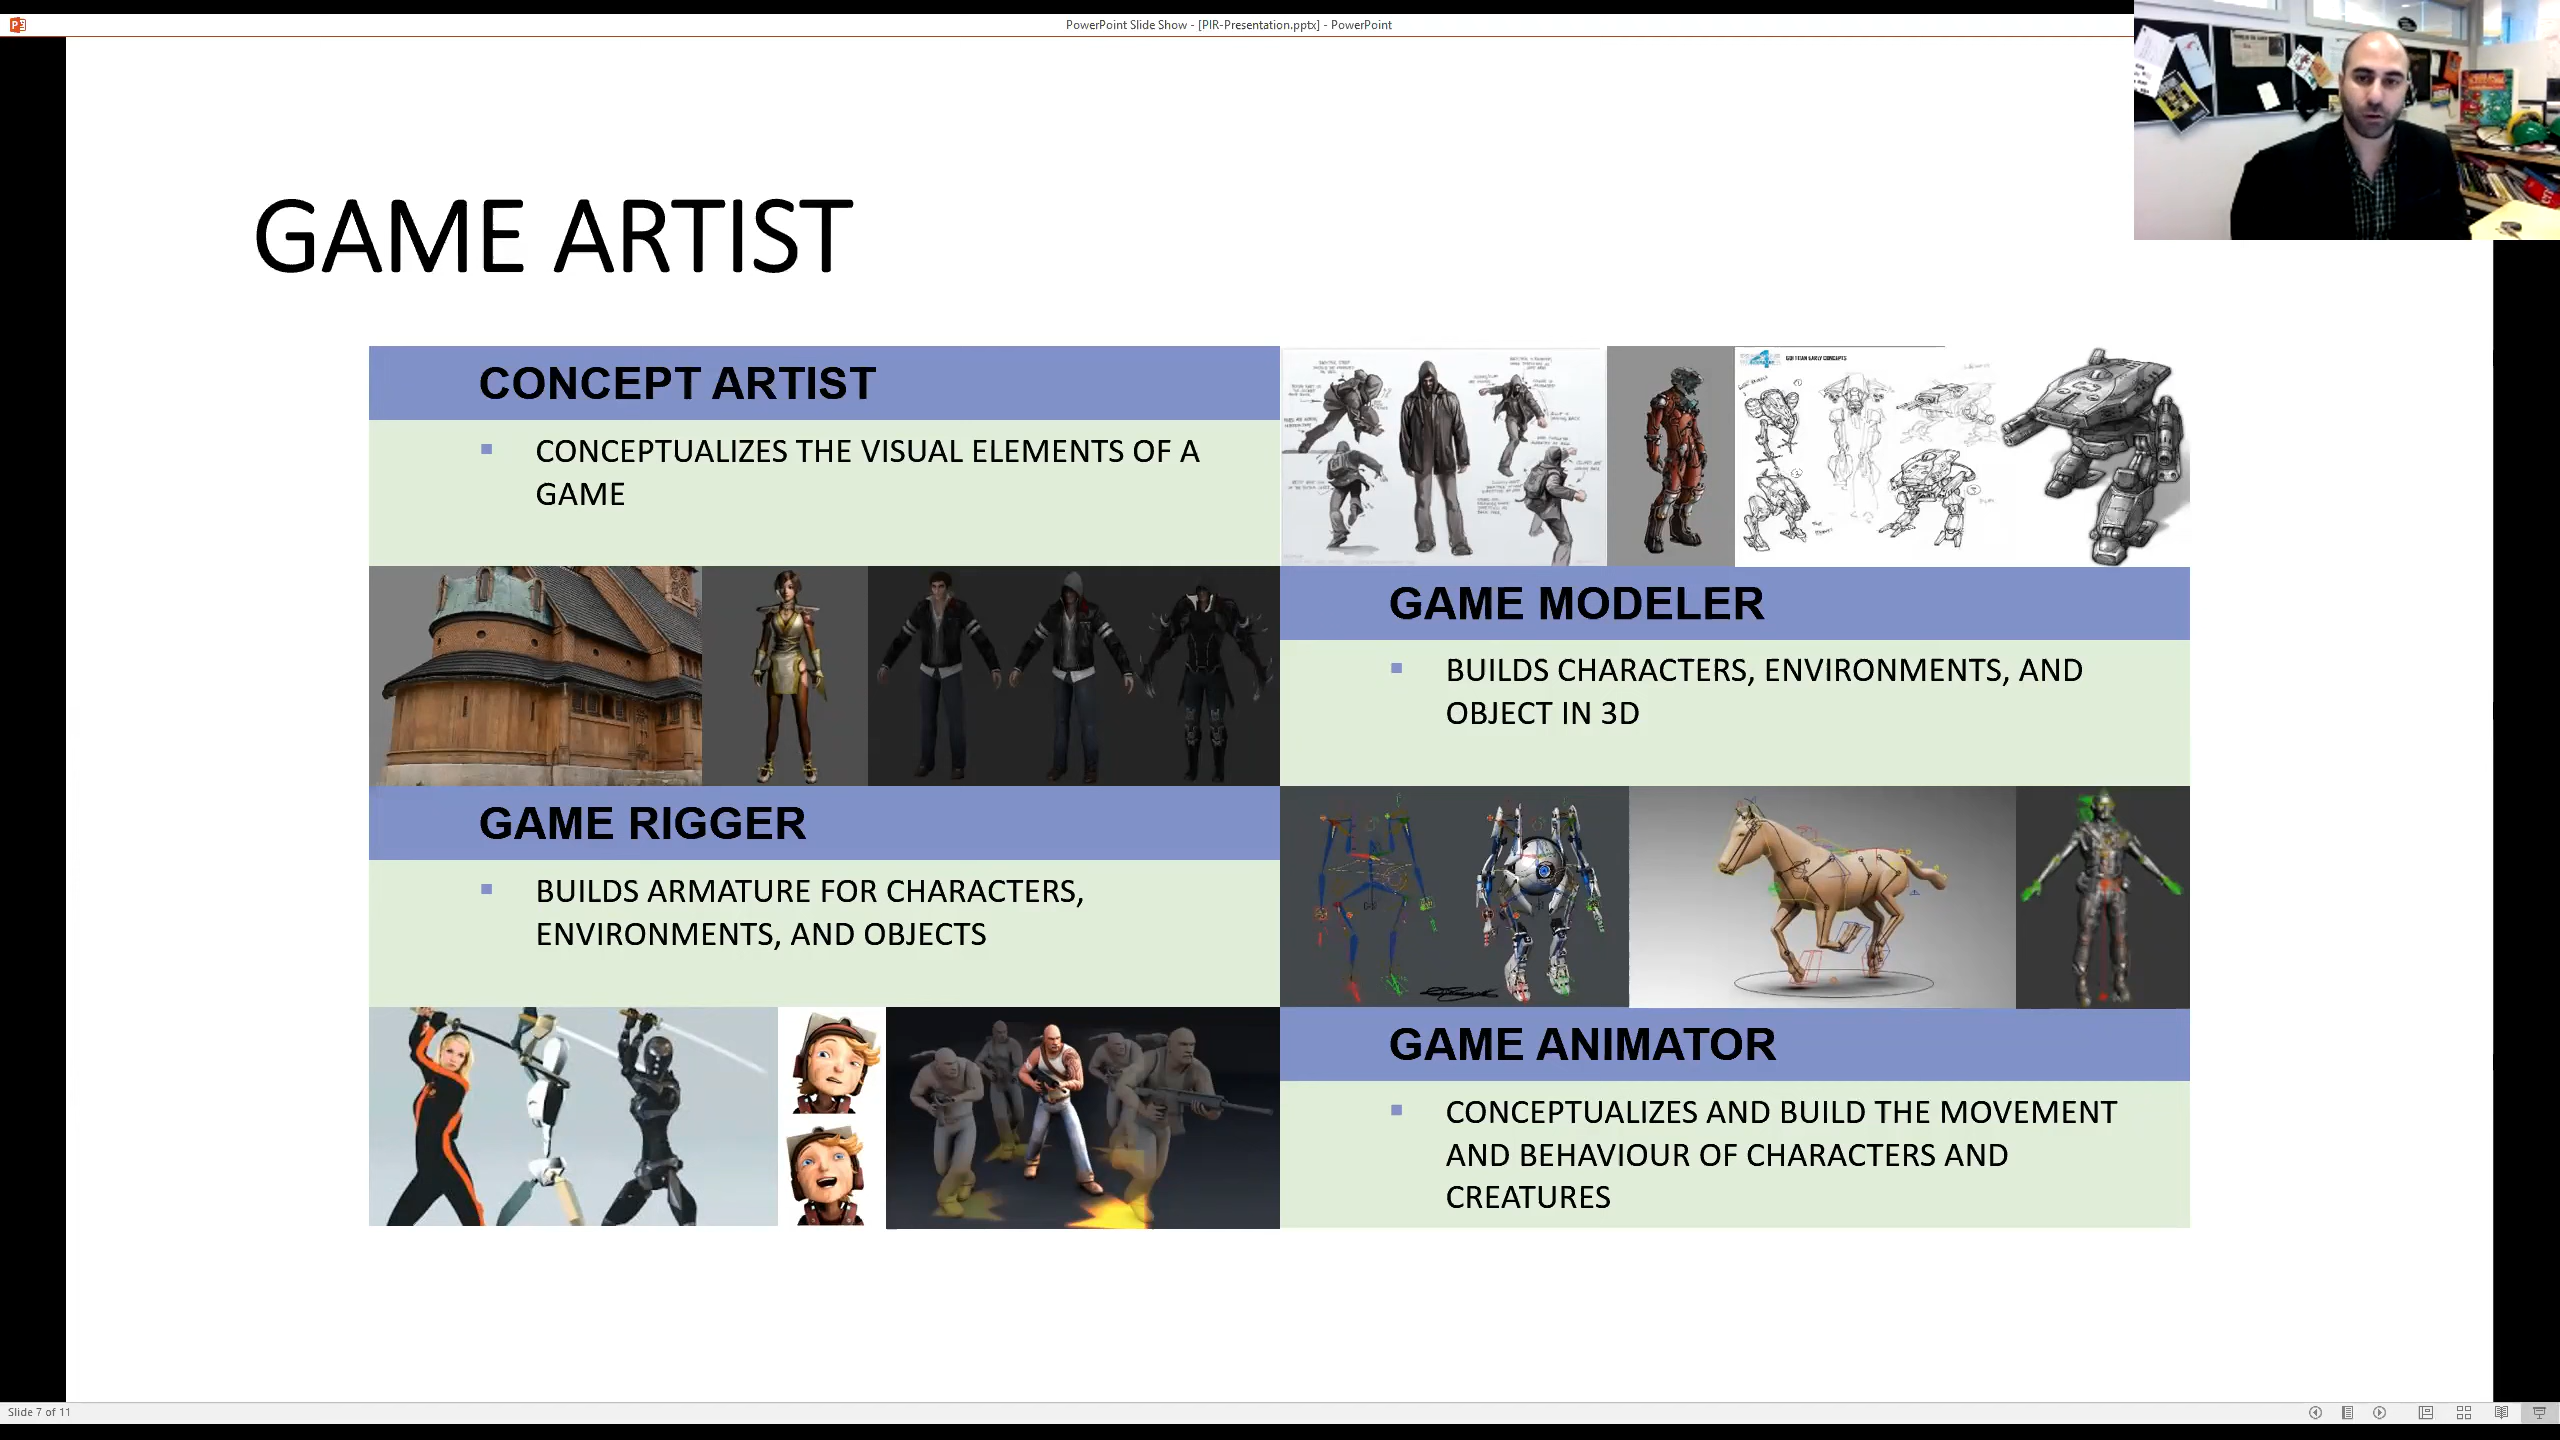 PowerPoint Slide Show - [PIR-Presentation.pptx] - PowerPoint
GAME ARTIST
CONCEPT ARTIST
CONCEPTUALIZES THE VISUAL ELEMENTS OF A
GAME
GAME MODELER
BUILDS CHARACTERS, ENVIRONMENTS, AND
OBJECT IN 3D
GAME RIGGER
BUILDS ARMATURE FOR CHARACTERS,
ENVIRONMENTS, AND OBJECTS
GAME ANIMATOR
CONCEPTUALIZES AND BUILD THE MOVEMENT
AND BEHAVIOUR OF CHARACTERS AND
CREATURES
Slide 7 of 11